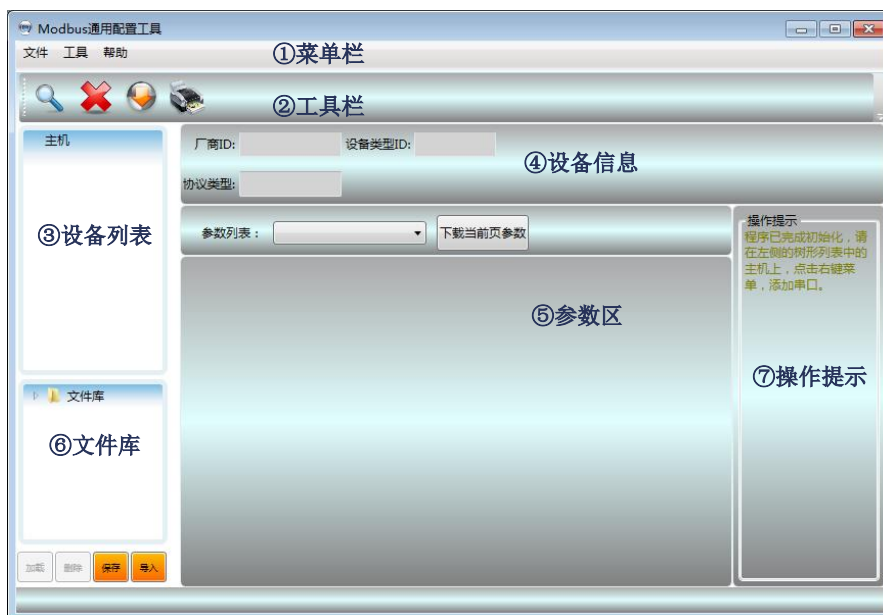 Modbus通用配置工具
文件 工具 帮助
①菜单栏
②工具栏
主机
③设备列表
厂商ID: 设备类型ID:
④设备信息
协议类型:
参数列表： 下载当前页参数
⑤参数区
操作提示
程序已完成初始化，请
在左侧的树形列表中的
主机上，点击右键菜
单，添加串口。
⑦操作提示
文件库
⑥文件库
加载 删除 保存 导入